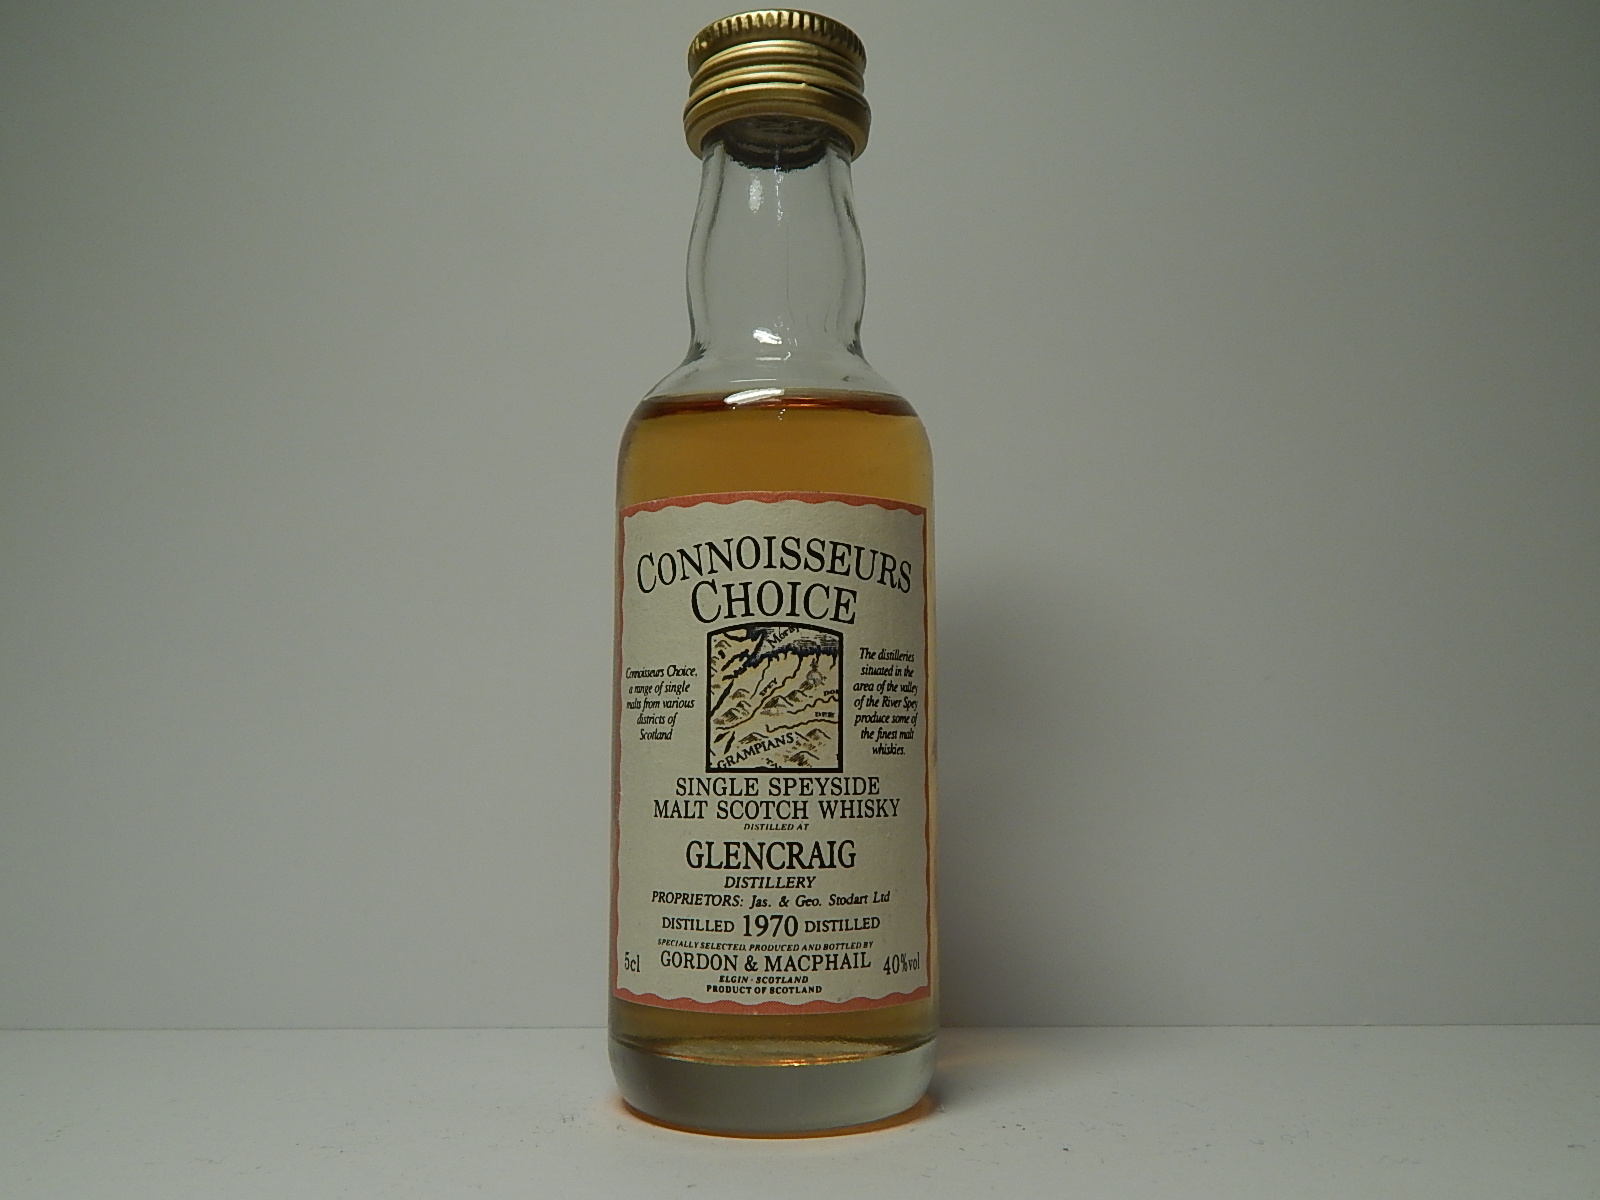 CONNOISSEURS
CHOICE
Connoisseurs Choice,
a range of single
malts from various
districts of
Scotland
Moray
SPEY
DEE
GRAMPIANS
The distilleries
situated in the
area of the valley
of the River Spey
produce some of
the finest malt
whiskies.
SINGLE SPEYSIDE
MALT SCOTCH WHISKY
DISTILLED AT
GLENCRAIG
DISTILLERY
PROPRIETORS: Jas. & Geo. Stodart Ltd
DISTILLED 1970 DISTILLED
SPECIALLY SELECTED, PRODUCED AND BOTTLED BY
5cl GORDON & MACPHAIL 40%vol
ELGIN · SCOTLAND
PRODUCT OF SCOTLAND